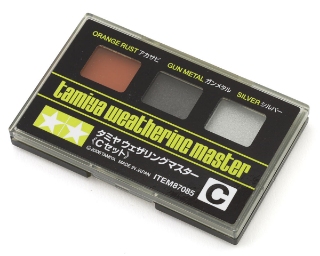 ORANGE RUST アカサビ GUN METAL ガンメタル SILVER シルバー
tamiya weathering master
タミヤウェザリングマスター
〈Cセット〉
©2005 TAMIYA MADE IN JAPAN
ITEM87085
C